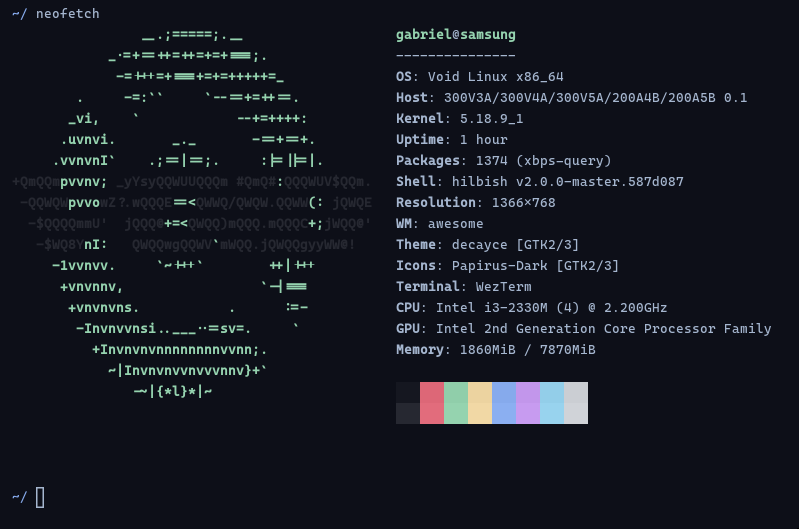 ~/ neofetch
gabriel@samsung
---------------
OS: Void Linux x86_64
Host: 300V3A/300V4A/300V5A/200A4B/200A5B 0.1
Kernel: 5.18.9_1
Uptime: 1 hour
Packages: 1374 (xbps-query)
Shell: hilbish v2.0.0-master.587d087
Resolution: 1366x768
WM: awesome
Theme: decayce [GTK2/3]
Icons: Papirus-Dark [GTK2/3]
Terminal: WezTerm
CPU: Intel i3-2330M (4) @ 2.200GHz
GPU: Intel 2nd Generation Core Processor Family
Memory: 1860MiB / 7870MiB
~/